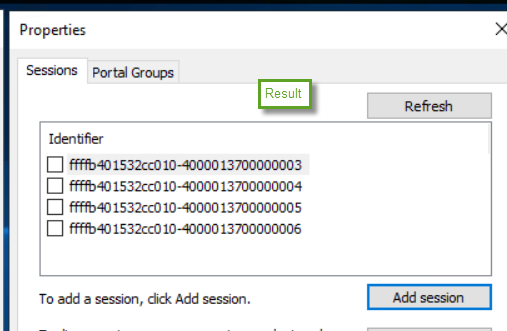 Properties
Sessions
Portal Groups
Result
Refresh
Identifier
ffffb401532cc010-4000013700000003
ffffb401532cc010-4000013700000004
ffffb401532cc010-4000013700000005
ffffb401532cc010-4000013700000006
To add a session, click Add session.
Add session